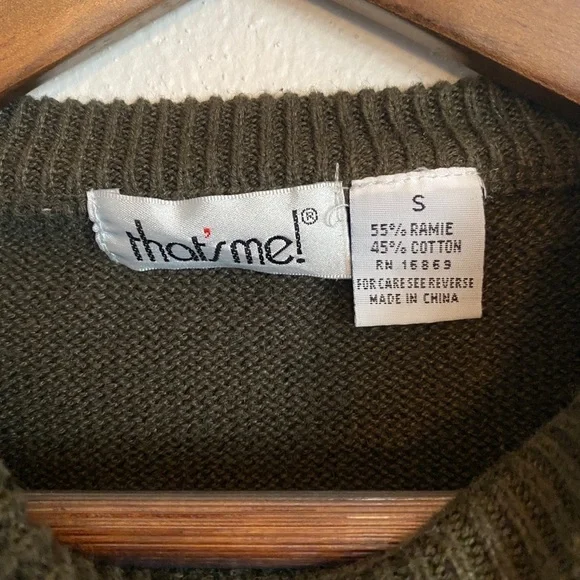 that's me!®
S
55% RAMIE
45% COTTON
RN 16869
FOR CARE SEE REVERSE
MADE IN CHINA